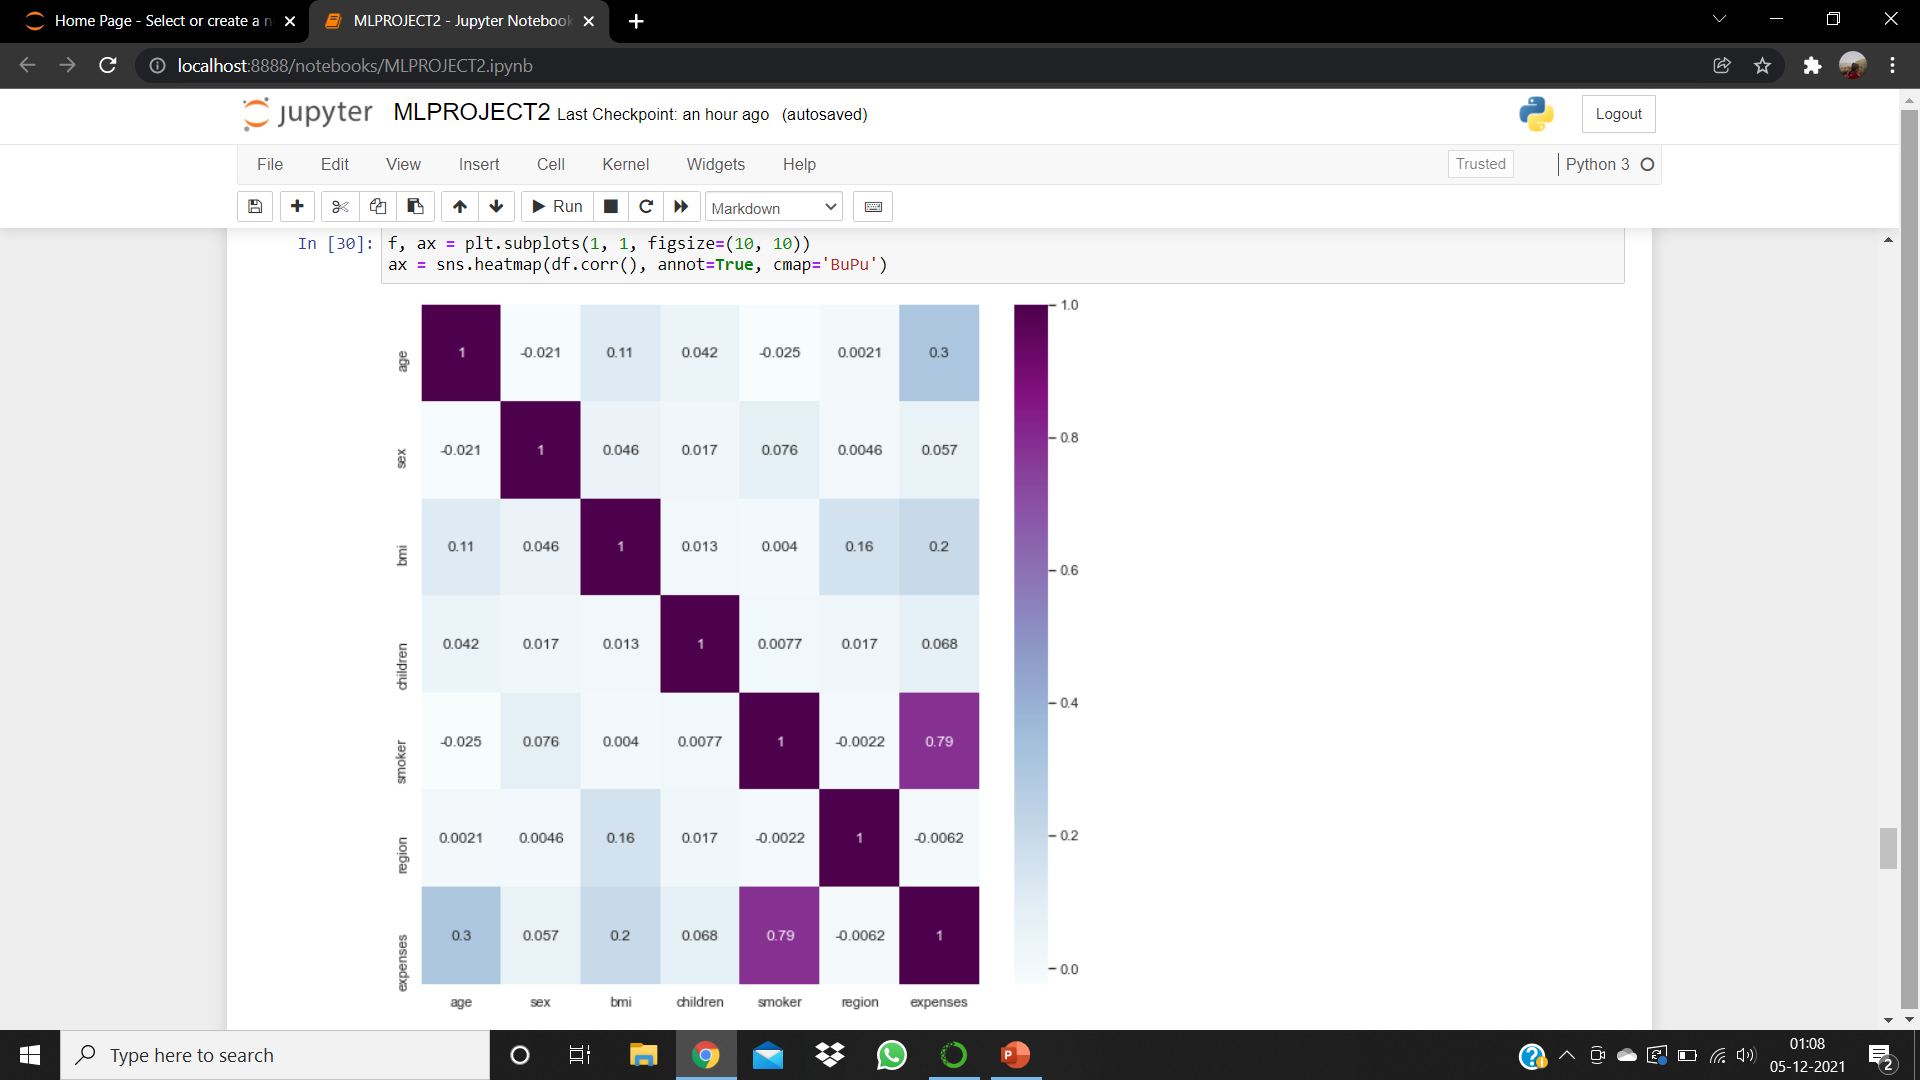 Home Page - Select or create a n
MLPROJECT2 - Jupyter Notebook
localhost:8888/notebooks/MLPROJECT2.ipynb
jupyter MLPROJECT2 Last Checkpoint: an hour ago (autosaved)
Logout
File Edit View Insert Cell Kernel Widgets Help
Trusted
Python 3
Run
Markdown
In [30]: f, ax = plt.subplots(1, 1, figsize=(10, 10))
ax = sns.heatmap(df.corr(), annot=True, cmap='BuPu')
age 1 -0.021 0.11 0.042 -0.025 0.0021 0.3
sex -0.021 1 0.046 0.017 0.076 0.0046 0.057
bmi 0.11 0.046 1 0.013 0.004 0.16 0.2
children 0.042 0.017 0.013 1 0.0077 0.017 0.068
smoker -0.025 0.076 0.004 0.0077 1 -0.0022 0.79
region 0.0021 0.0046 0.16 0.017 -0.0022 1 -0.0062
expenses 0.3 0.057 0.2 0.068 0.79 -0.0062 1
age sex bmi children smoker region expenses
1.0
0.8
0.6
0.4
0.2
0.0
Type here to search
P
01:08
05-12-2021
2